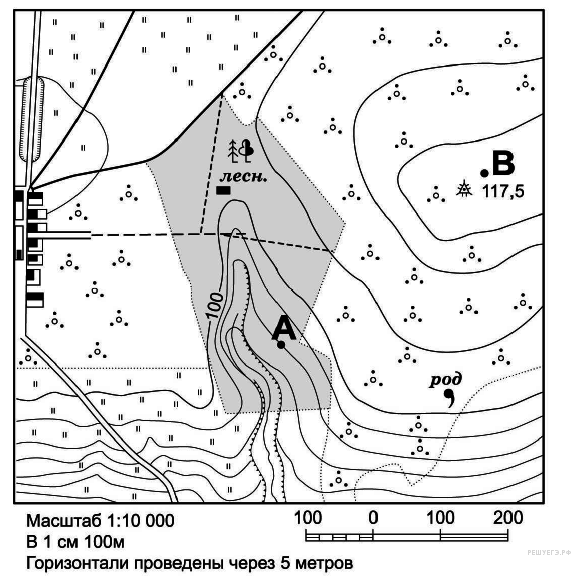 В
117,5
лесн.
100
А
род
Масштаб 1:10 000
В 1 см 100м
Горизонтали проведены через 5 метров
100 0 100 200
РЕШУЕГЭ.РФ